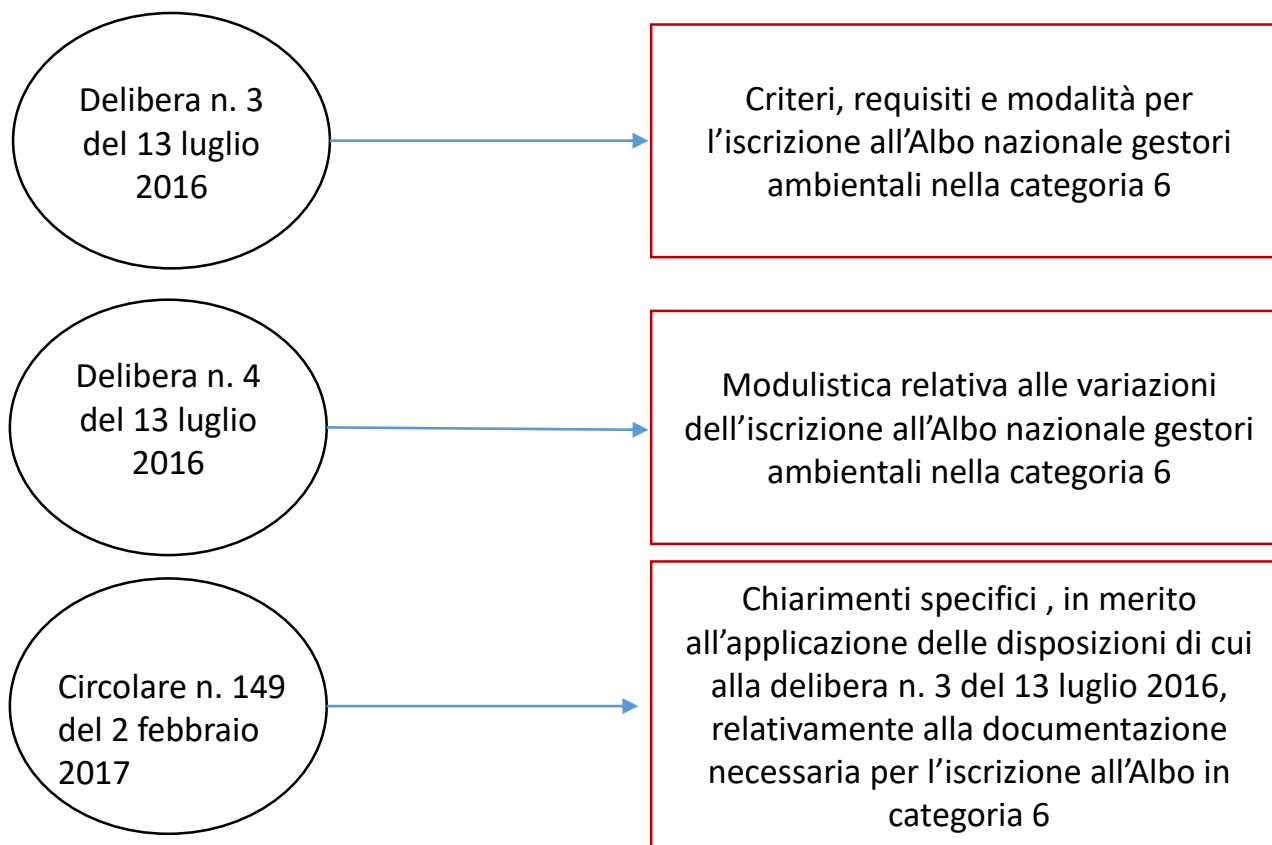 Delibera n. 3
del 13 luglio
2016
Criteri, requisiti e modalità per
l’iscrizione all’Albo nazionale gestori
ambientali nella categoria 6
Delibera n. 4
del 13 luglio
2016
Modulistica relativa alle variazioni
dell’iscrizione all’Albo nazionale gestori
ambientali nella categoria 6
Circolare n. 149
del 2 febbraio
2017
Chiarimenti specifici , in merito
all’applicazione delle disposizioni di cui
alla delibera n. 3 del 13 luglio 2016,
relativamente alla documentazione
necessaria per l’iscrizione all’Albo in
categoria 6